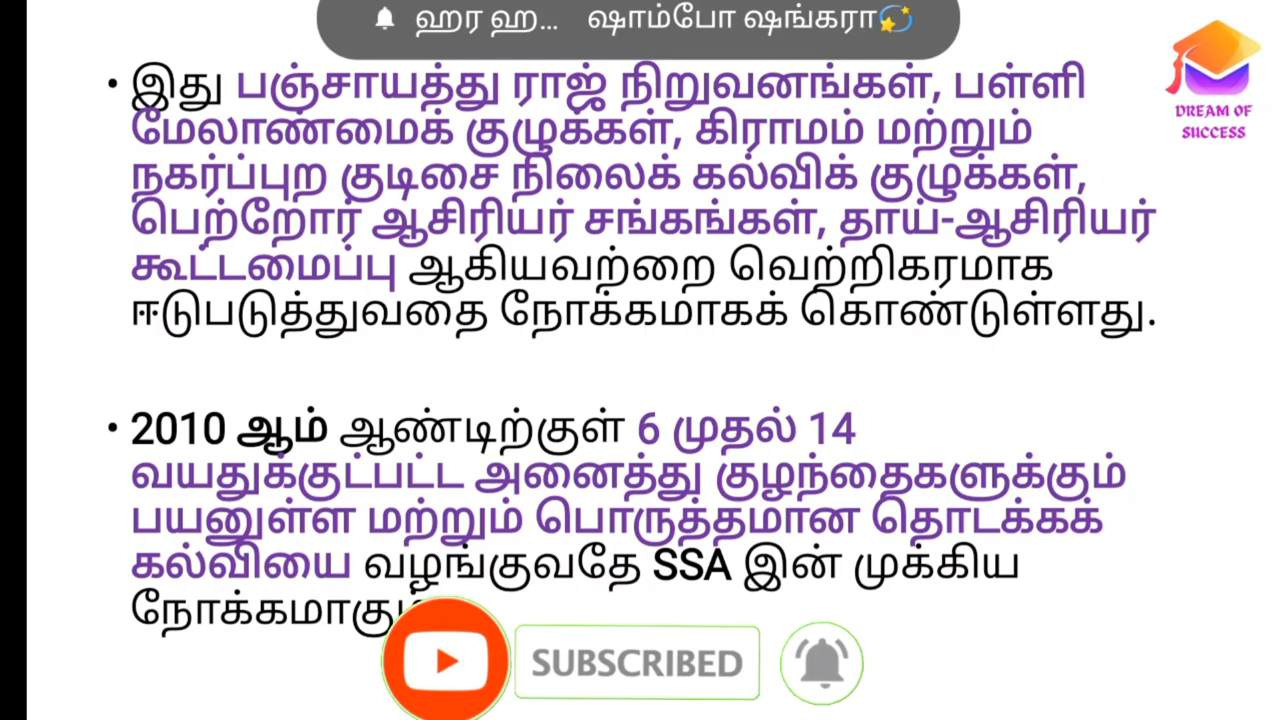 ஹர ஹ... ஷாம்போ ஷங்கரா💫
DREAM OF
SUCCESS
• இது பஞ்சாயத்து ராஜ் நிறுவனங்கள், பள்ளி
மேலாண்மைக் குழுக்கள், கிராமம் மற்றும்
நகர்ப்புற குடிசை நிலைக் கல்விக் குழுக்கள்,
பெற்றோர் ஆசிரியர் சங்கங்கள், தாய்-ஆசிரியர்
கூட்டமைப்பு ஆகியவற்றை வெற்றிகரமாக
ஈடுபடுத்துவதை நோக்கமாகக் கொண்டுள்ளது.
• 2010 ஆம் ஆண்டிற்குள் 6 முதல் 14
வயதுக்குட்பட்ட அனைத்து குழந்தைகளுக்கும்
பயனுள்ள மற்றும் பொருத்தமான தொடக்கக்
கல்வியை வழங்குவதே SSA இன் முக்கிய
நோக்கமாகும்
SUBSCRIBED